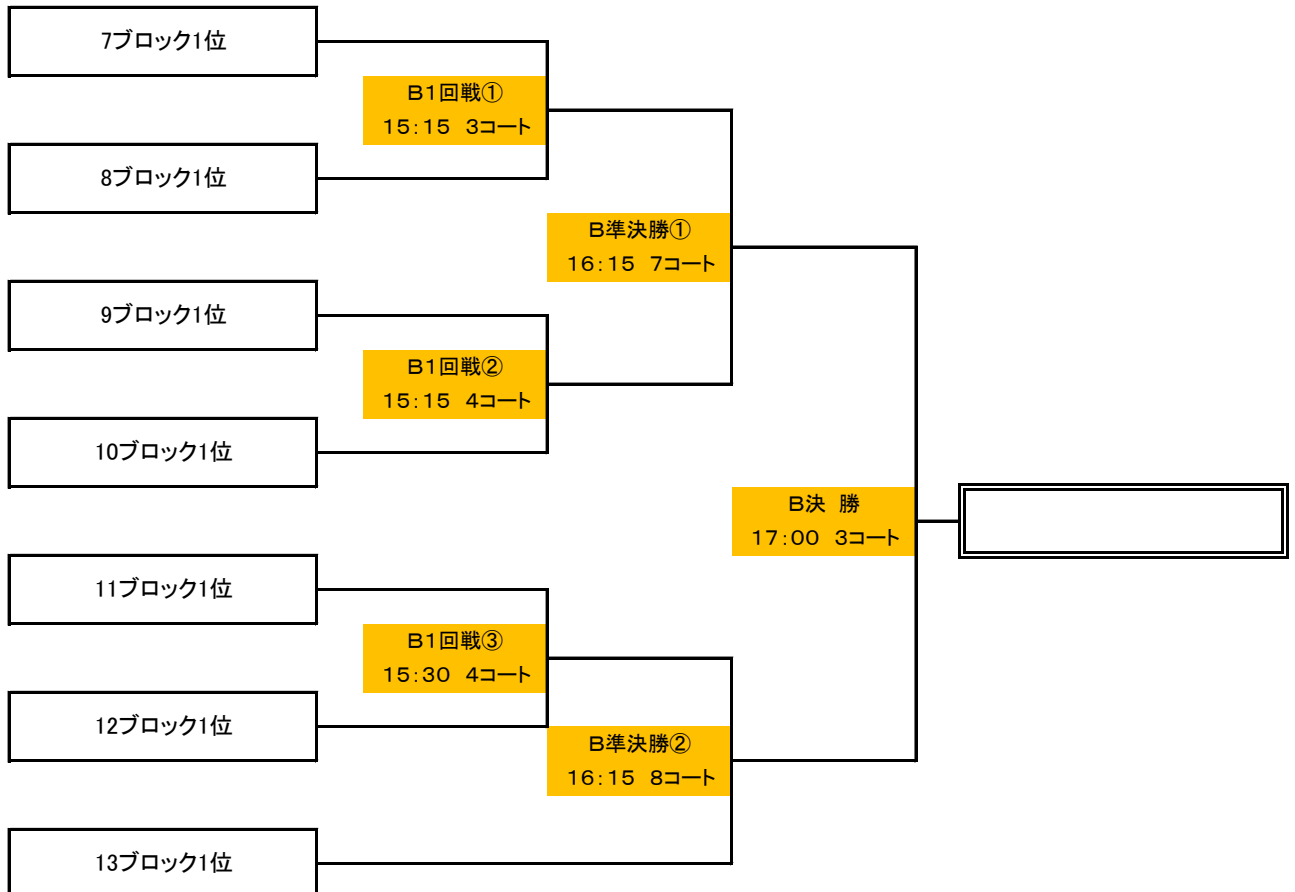 7ブロック1位
B1回戦①
15:15 3コート
8ブロック1位
B準決勝①
16:15 7コート
9ブロック1位
B1回戦②
15:15 4コート
10ブロック1位
B決 勝
17:00 3コート
11ブロック1位
B1回戦③
15:30 4コート
12ブロック1位
B準決勝②
16:15 8コート
13ブロック1位